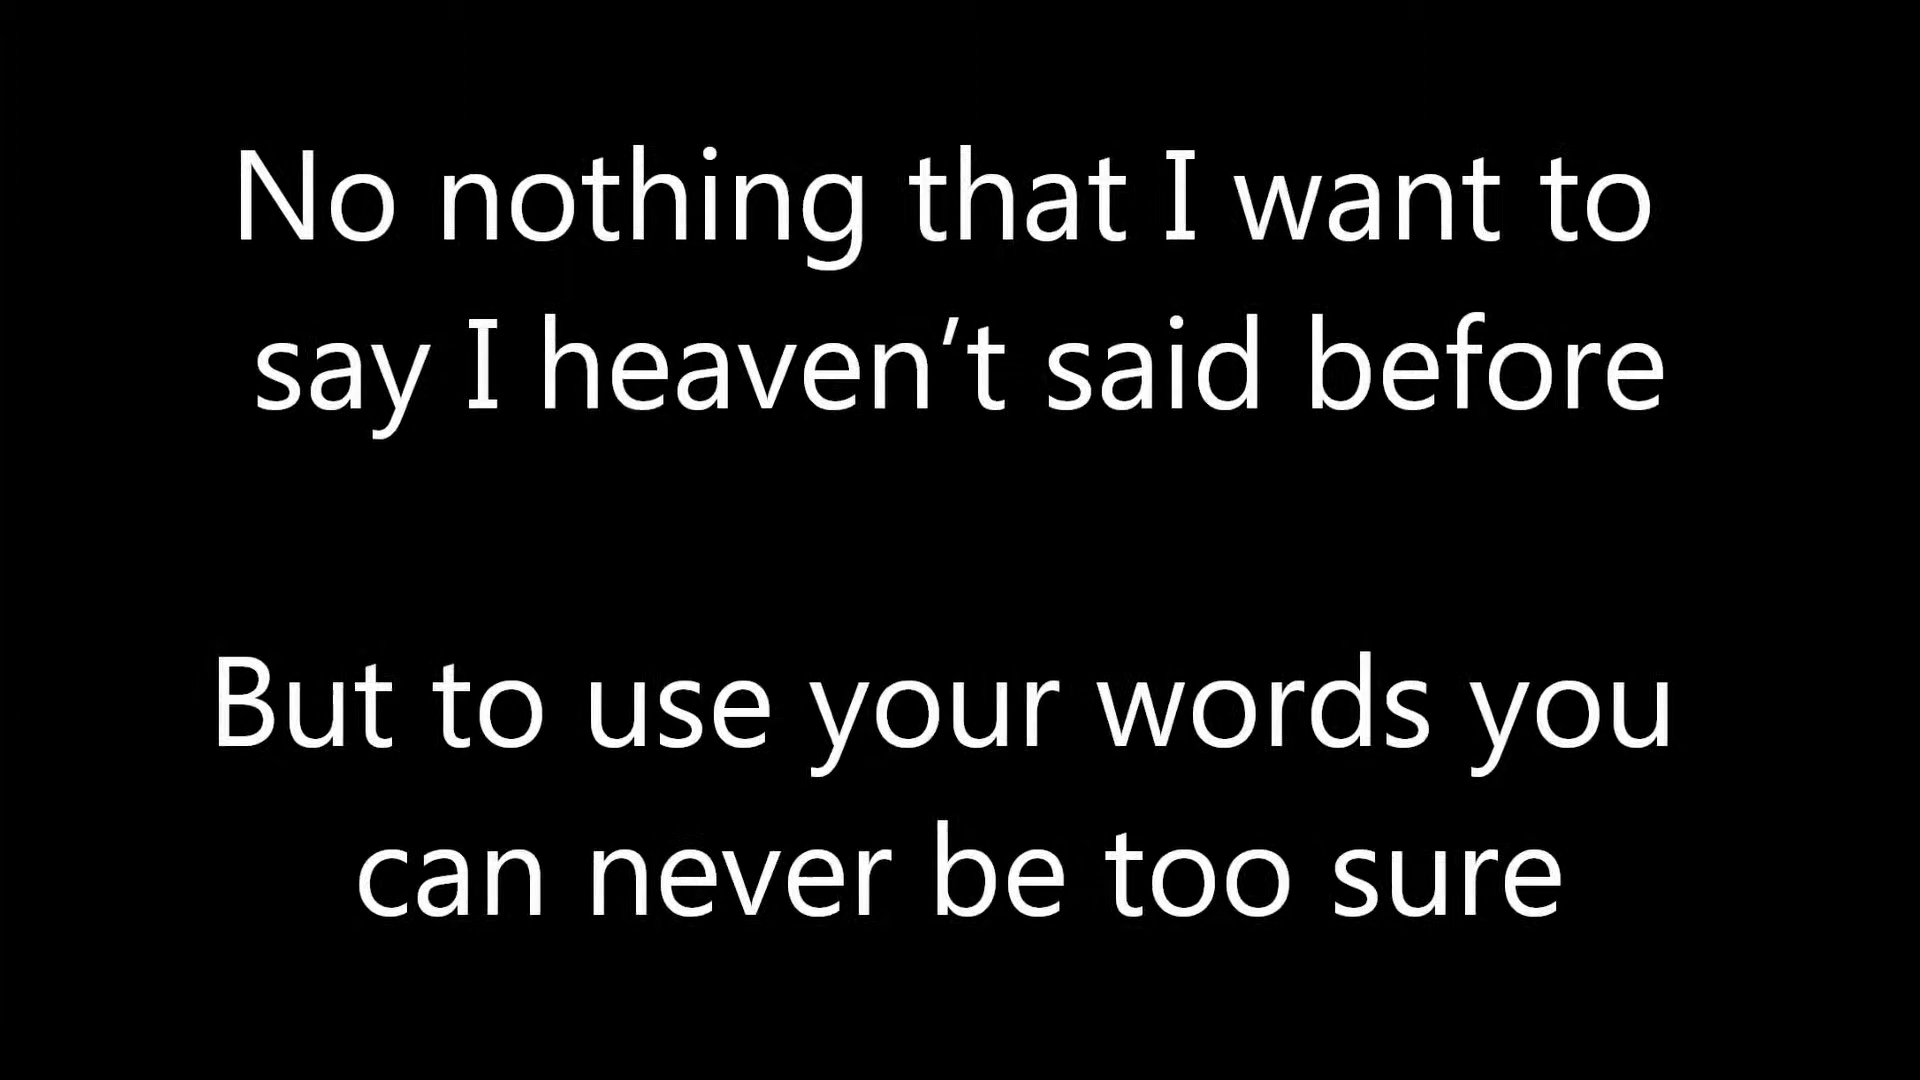 No nothing that I want to
say I heaven’t said before
But to use your words you
can never be too sure